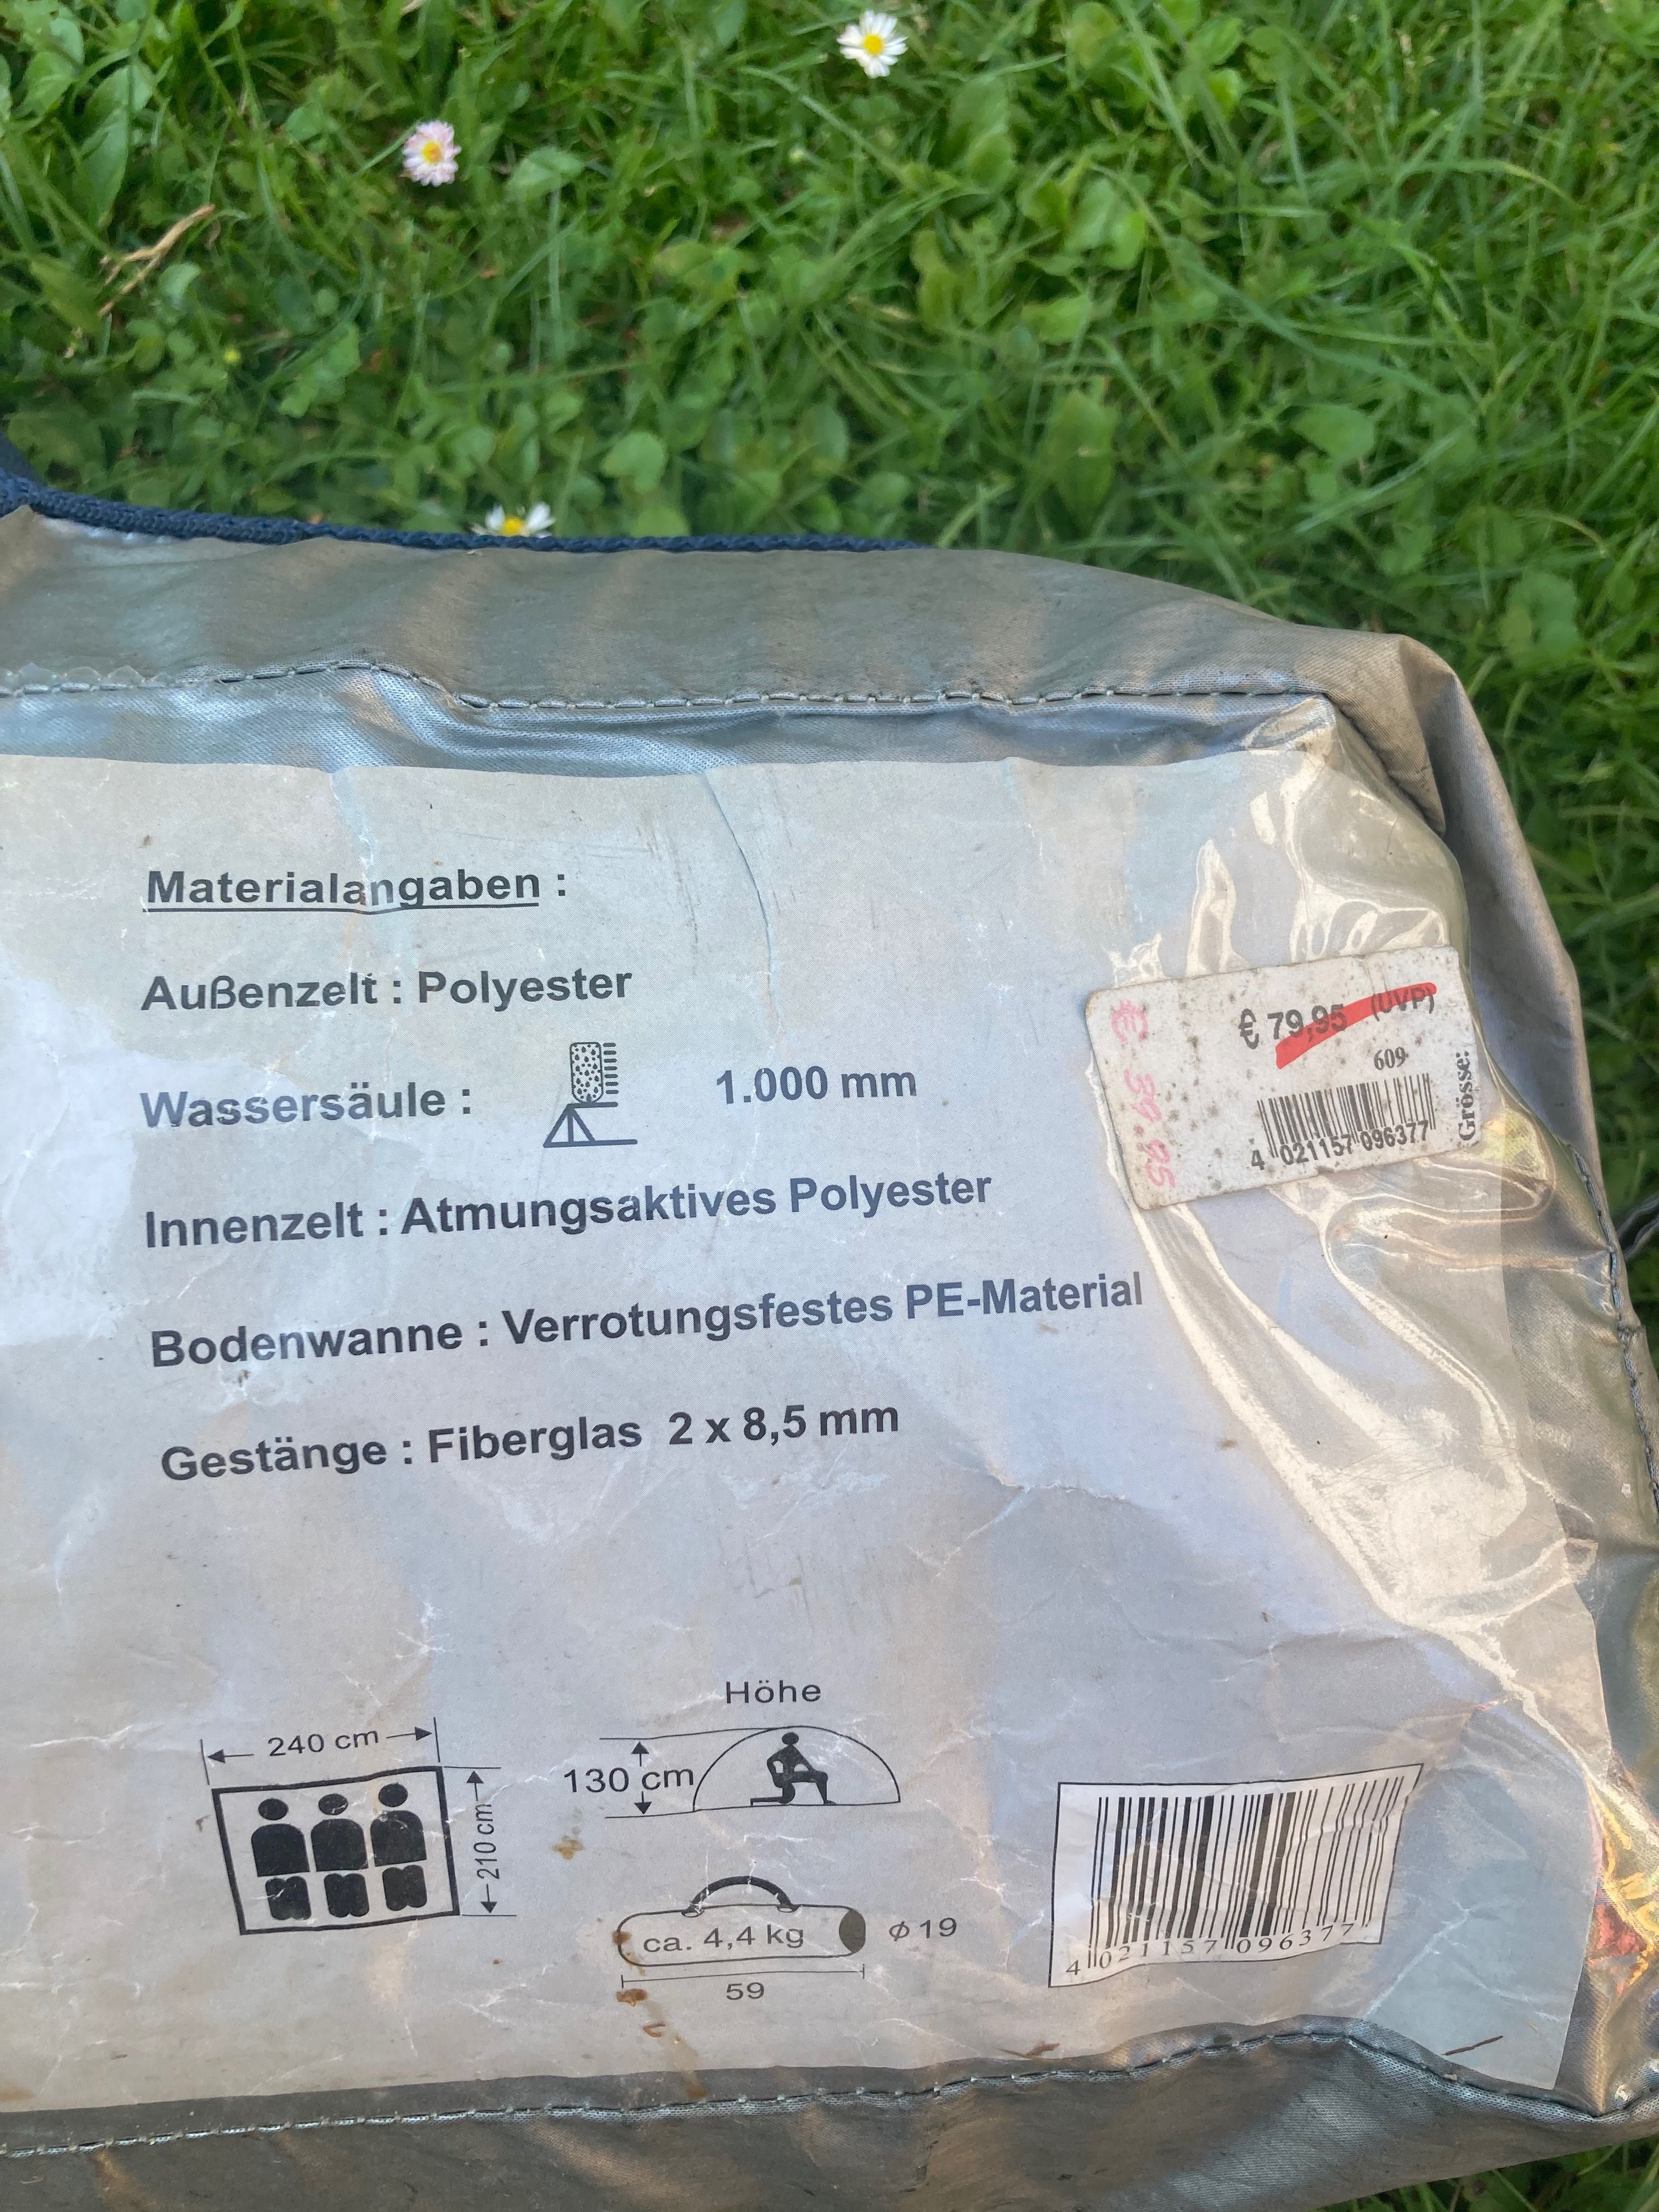 Materialangaben :
Außenzelt : Polyester
Wassersäule : 1.000 mm
Innenzelt : Atmungsaktives Polyester
Bodenwanne : Verrotungsfestes PE-Material
Gestänge : Fiberglas 2 x 8,5 mm
€ 79,95 (UVP)
609
4 021157 096377
Grösse:
€ 59.95
240 cm
210 cm
Höhe
130 cm
ca. 4,4 kg
ϕ 19
59
4 021157 096377